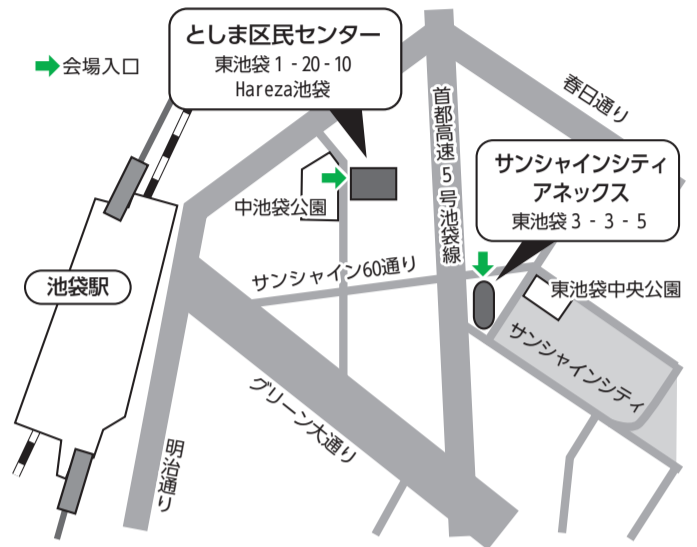 としま区民センター
東池袋1-20-10
Hareza池袋
会場入口
春日通り
首都高速5号池袋線
サンシャインシティ
アネックス
東池袋3-3-5
中池袋公園
サンシャイン60通り
池袋駅
東池袋中央公園
サンシャインシティ
グリーン大通り
明治通り